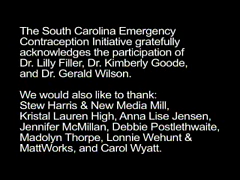 The South Carolina Emergency
Contraception Initiative gratefully
acknowledges the participation of
Dr. Lilly Filler, Dr. Kimberly Goode,
and Dr. Gerald Wilson.
We would also like to thank:
Stew Harris & New Media Mill,
Kristal Lauren High, Anna Lise Jensen,
Jennifer McMillan, Debbie Postlethwaite,
Madolyn Thorpe, Lonnie Wehunt &
MattWorks, and Carol Wyatt.